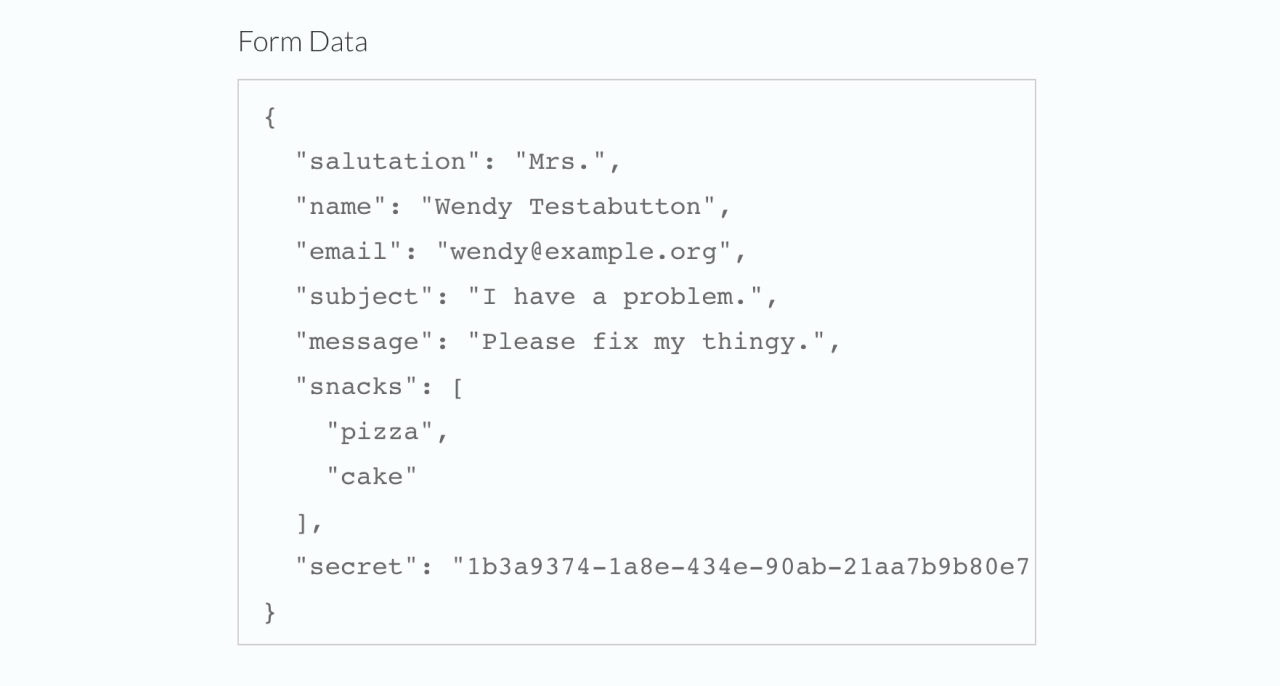 Form Data
{
"salutation": "Mrs.",
"name": "Wendy Testabutton",
"email": "wendy@example.org",
"subject": "I have a problem.",
"message": "Please fix my thingy.",
"snacks": [
"pizza",
"cake"
],
"secret": "1b3a9374-1a8e-434e-90ab-21aa7b9b80e7
}